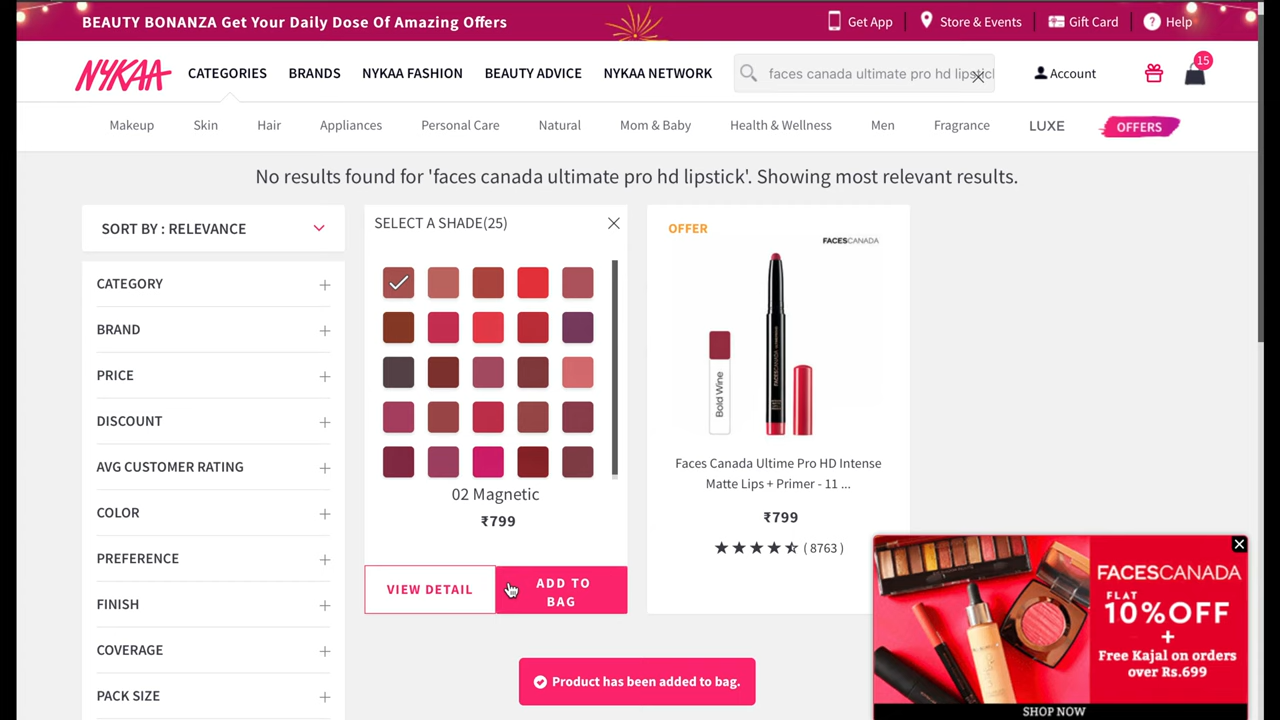 BEAUTY BONANZA Get Your Daily Dose Of Amazing Offers
Get App
Store & Events
Gift Card
Help
NYKAA
CATEGORIES
BRANDS
NYKAA FASHION
BEAUTY ADVICE
NYKAA NETWORK
faces canada ultimate pro hd lipstick
Account
15
Makeup
Skin
Hair
Appliances
Personal Care
Natural
Mom & Baby
Health & Wellness
Men
Fragrance
LUXE
OFFERS
No results found for 'faces canada ultimate pro hd lipstick'. Showing most relevant results.
SORT BY : RELEVANCE
CATEGORY
BRAND
PRICE
DISCOUNT
AVG CUSTOMER RATING
COLOR
PREFERENCE
FINISH
COVERAGE
PACK SIZE
SELECT A SHADE(25)
02 Magnetic
₹799
VIEW DETAIL
ADD TO
BAG
OFFER
FACESCANADA
Bold Wine
Faces Canada Ultime Pro HD Intense
Matte Lips + Primer - 11 ...
₹799
( 8763 )
Product has been added to bag.
FACESCANADA
FLAT
10%OFF
+
Free Kajal on orders
over Rs.699
SHOP NOW